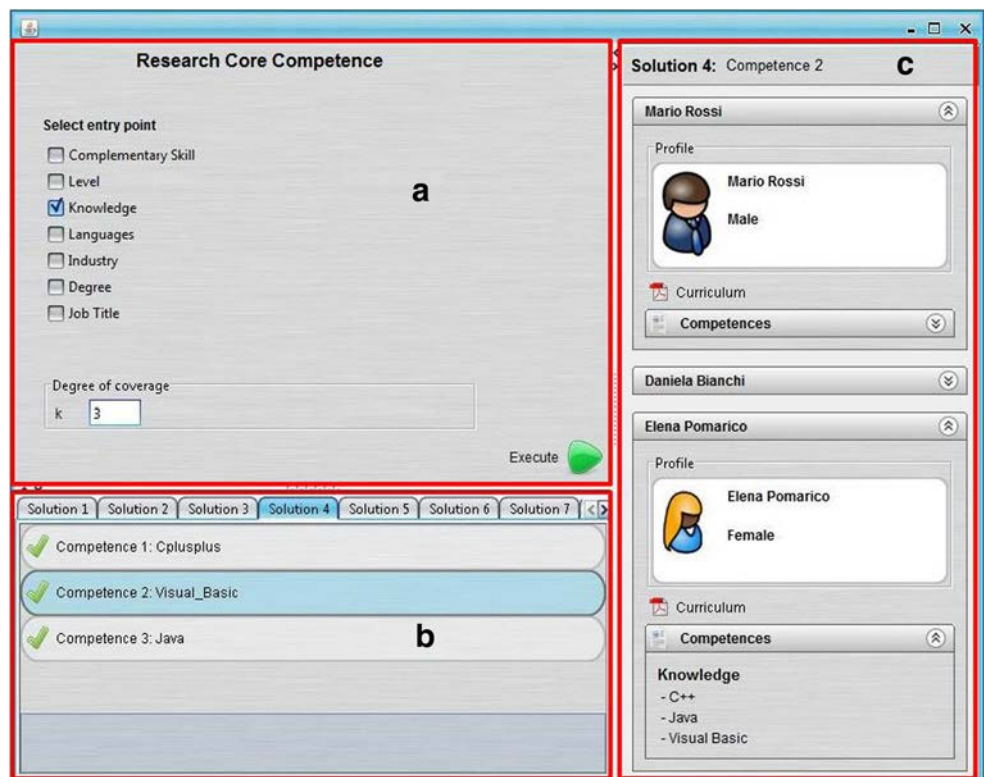 Research Core Competence
Select entry point
Complementary Skill
Level
Knowledge
Languages
Industry
Degree
Job Title
a
Degree of coverage
k 3
Execute
Solution 1 Solution 2 Solution 3 Solution 4 Solution 5 Solution 6 Solution 7
Competence 1: Cplusplus
Competence 2: Visual_Basic
Competence 3: Java
b
Solution 4: Competence 2
c
Mario Rossi
Profile
Mario Rossi
Male
Curriculum
Competences
Daniela Bianchi
Elena Pomarico
Profile
Elena Pomarico
Female
Curriculum
Competences
Knowledge
- C++
- Java
- Visual Basic